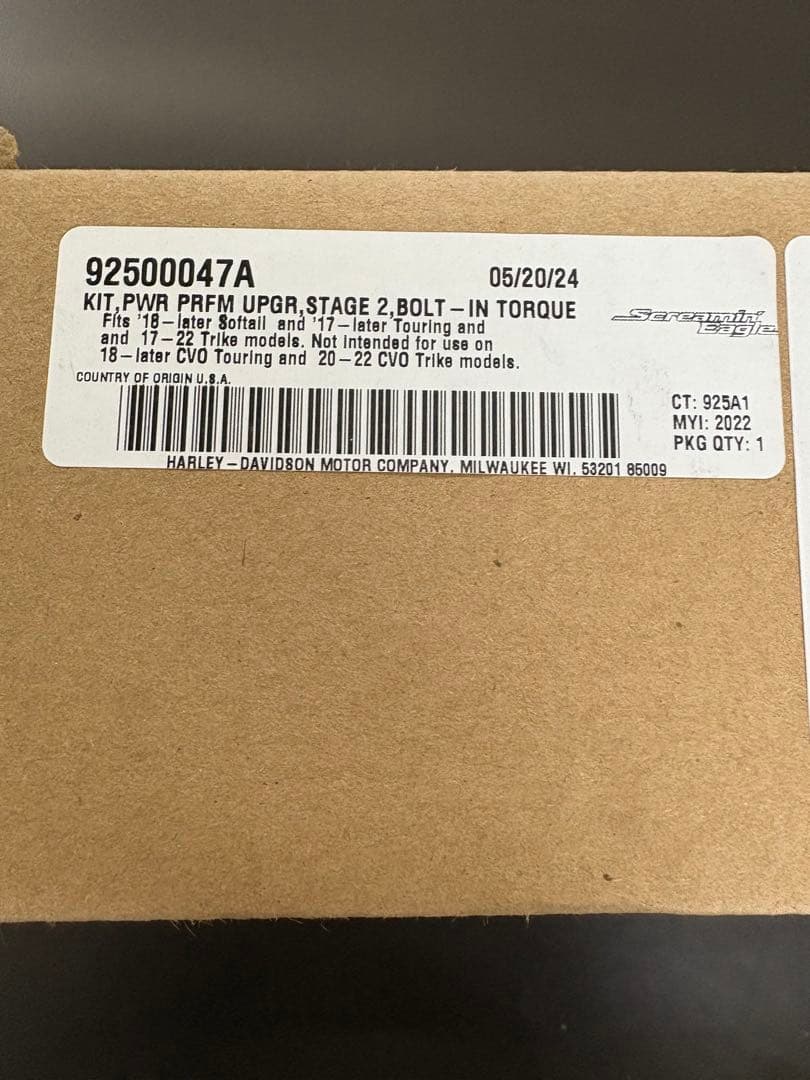 92500047A 05/20/24
KIT,PWR PRFM UPGR,STAGE 2,BOLT-IN TORQUE
Fits '18-later Softail and '17-later Touring and
and 17-22 Trike models. Not intended for use on
18-later CVO Touring and 20-22 CVO Trike models.
Screamin'
Eagle
COUNTRY OF ORIGIN U.S.A.
CT: 925A1
MYI: 2022
PKG QTY: 1
HARLEY-DAVIDSON MOTOR COMPANY. MILWAUKEE WI. 53201 85009